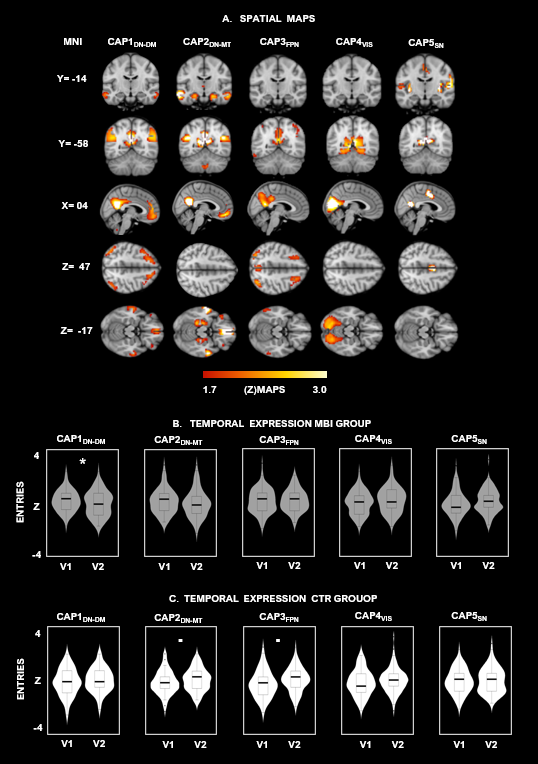 A. SPATIAL MAPS
MNI CAP1DN-DM CAP2DN-MT CAP3FPN CAP4VIS CAP5SN
Y= -14
Y= -58
X= 04
Z= 47
Z= -17
1.7 (Z)MAPS 3.0
B. TEMPORAL EXPRESSION MBI GROUP
CAP1DN-DM CAP2DN-MT CAP3FPN CAP4VIS CAP5SN
4
*
ENTRIES
Z
-4
V1 V2 V1 V2 V1 V2 V1 V2 V1 V2
C. TEMPORAL EXPRESSION CTR GROUOP
CAP1DN-DM CAP2DN-MT CAP3FPN CAP4VIS CAP5SN
4
ENTRIES
Z
-4
V1 V2 V1 V2 V1 V2 V1 V2 V1 V2